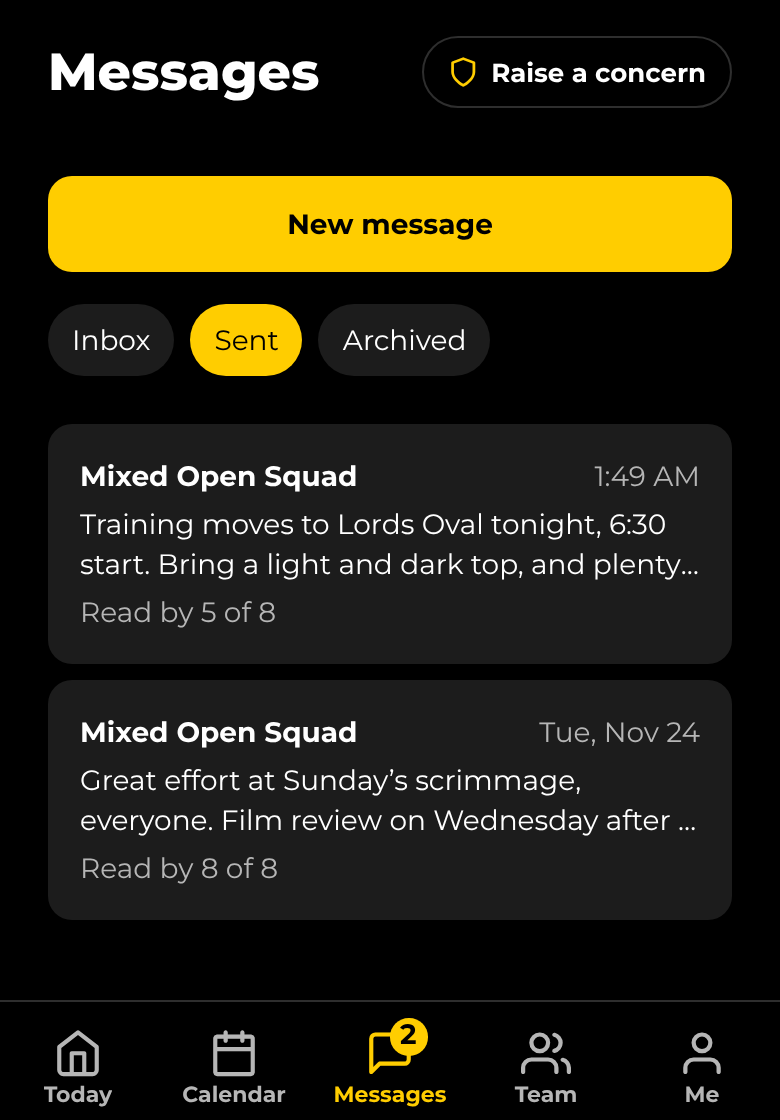 Messages
Raise a concern
New message
Inbox
Sent
Archived
Mixed Open Squad
1:49 AM
Training moves to Lords Oval tonight, 6:30
start. Bring a light and dark top, and plenty...
Read by 5 of 8
Mixed Open Squad
Tue, Nov 24
Great effort at Sunday’s scrimmage,
everyone. Film review on Wednesday after ...
Read by 8 of 8
2
Today
Calendar
Messages
Team
Me